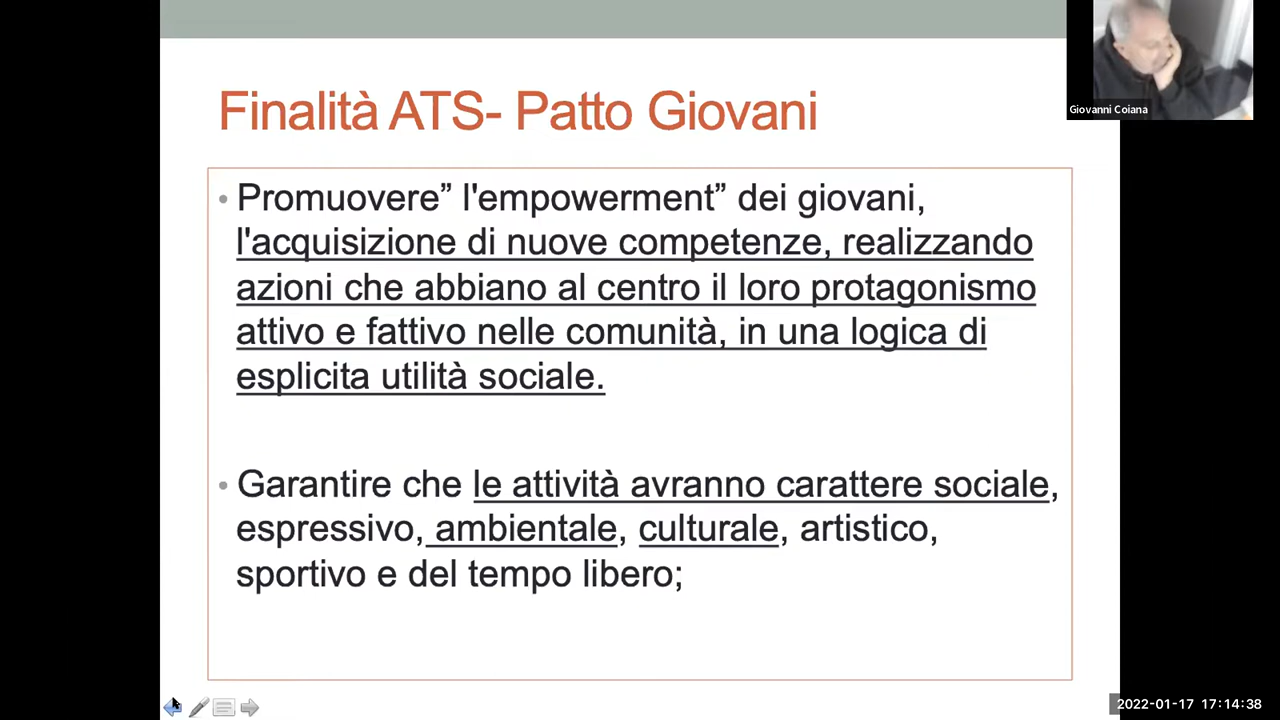 Finalità ATS- Patto Giovani
Giovanni Coiana
• Promuovere” l'empowerment” dei giovani,
l'acquisizione di nuove competenze, realizzando
azioni che abbiano al centro il loro protagonismo
attivo e fattivo nelle comunità, in una logica di
esplicita utilità sociale.
• Garantire che le attività avranno carattere sociale,
espressivo, ambientale, culturale, artistico,
sportivo e del tempo libero;
2022-01-17 17:14:38